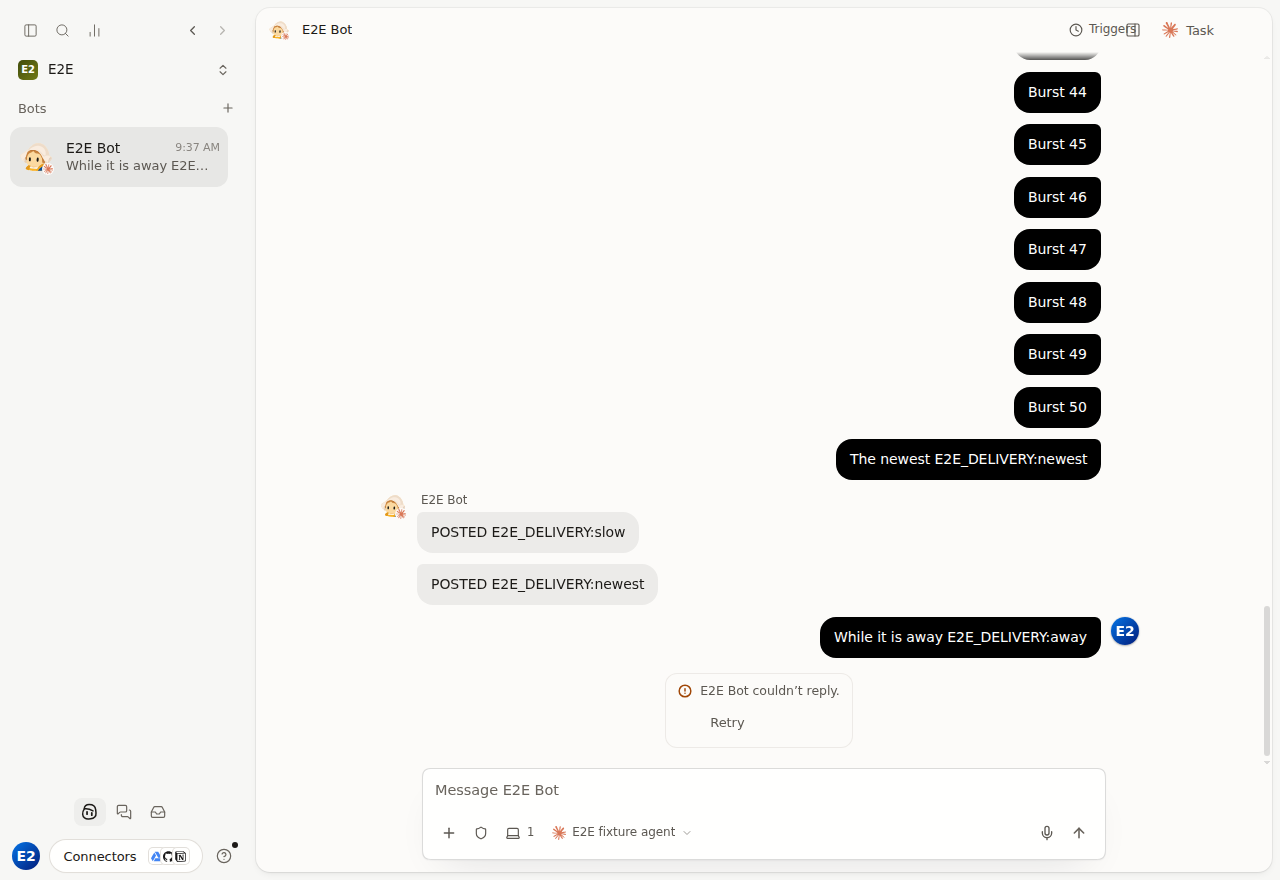 E2E Bot
Triggers
Task
E2 E2E
Bots
E2E Bot
9:37 AM
While it is away E2E…
Burst 44
Burst 45
Burst 46
Burst 47
Burst 48
Burst 49
Burst 50
The newest E2E_DELIVERY:newest
E2E Bot
POSTED E2E_DELIVERY:slow
POSTED E2E_DELIVERY:newest
While it is away E2E_DELIVERY:away
E2
E2E Bot couldn’t reply.
Retry
Message E2E Bot
1
E2E fixture agent
E2
Connectors